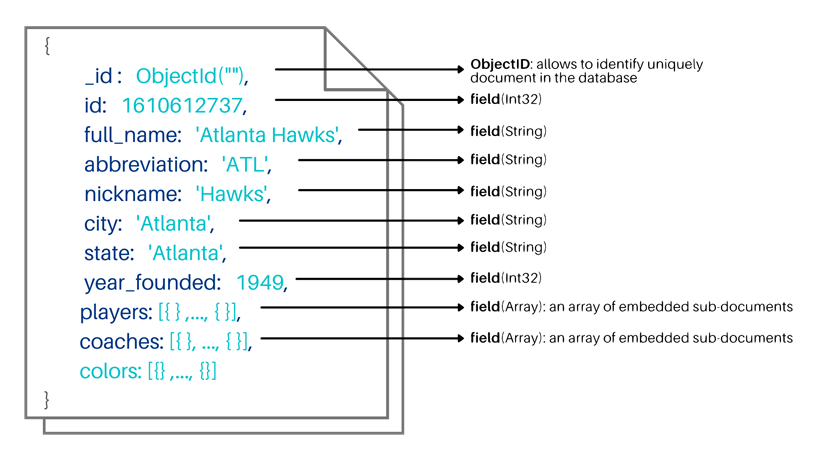 {
_id : ObjectId(""),
ObjectID: allows to identify uniquely
document in the database
id: 1610612737,
field(Int32)
full_name: 'Atlanta Hawks',
field(String)
abbreviation: 'ATL',
field(String)
nickname: 'Hawks',
field(String)
city: 'Atlanta',
field(String)
state: 'Atlanta',
field(String)
year_founded: 1949,
field(Int32)
players: [{ } ,..., { }],
field(Array): an array of embedded sub-documents
coaches: [{ }, ..., { }],
field(Array): an array of embedded sub-documents
colors: [{} ,..., {}]
}